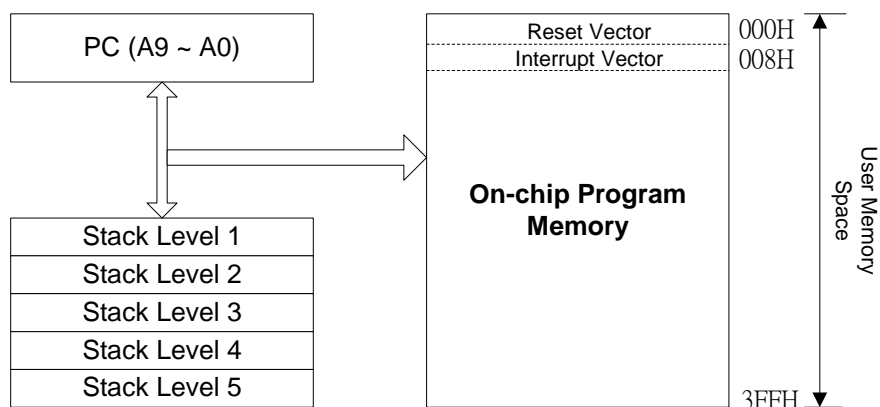 PC (A9 ~ A0)
Stack Level 1
Stack Level 2
Stack Level 3
Stack Level 4
Stack Level 5
Reset Vector
Interrupt Vector
On-chip Program
Memory
000H
008H
3FFH
User Memory
Space